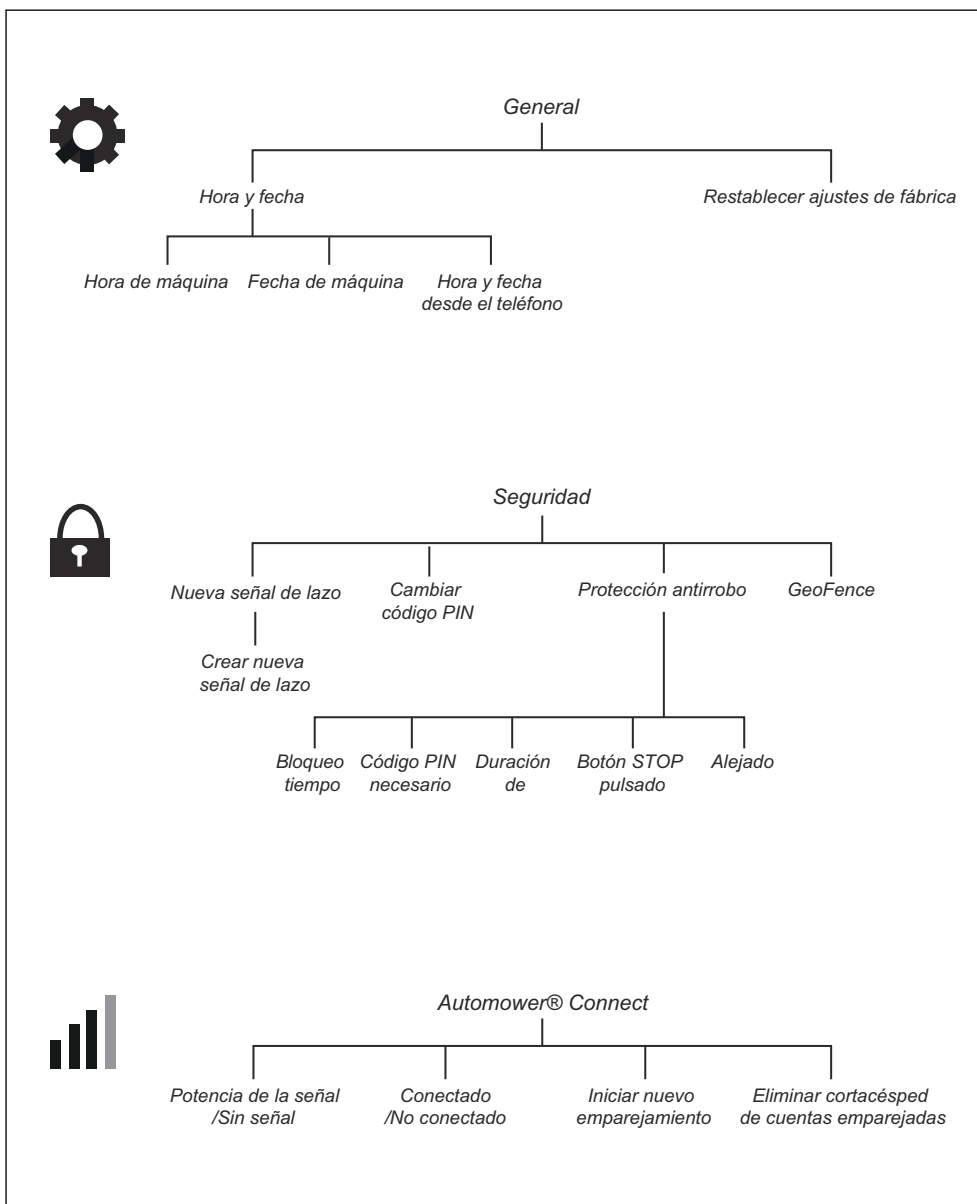 General
Hora y fecha
Restablecer ajustes de fábrica
Hora de máquina
Fecha de máquina
Hora y fecha
desde el teléfono
Seguridad
Nueva señal de lazo
Cambiar
código PIN
Protección antirrobo
GeoFence
Crear nueva
señal de lazo
Bloqueo
tiempo
Código PIN
necesario
Duración
de
Botón STOP
pulsado
Alejado
Automower® Connect
Potencia de la señal
/Sin señal
Conectado
/No conectado
Iniciar nuevo
emparejamiento
Eliminar cortacésped
de cuentas emparejadas